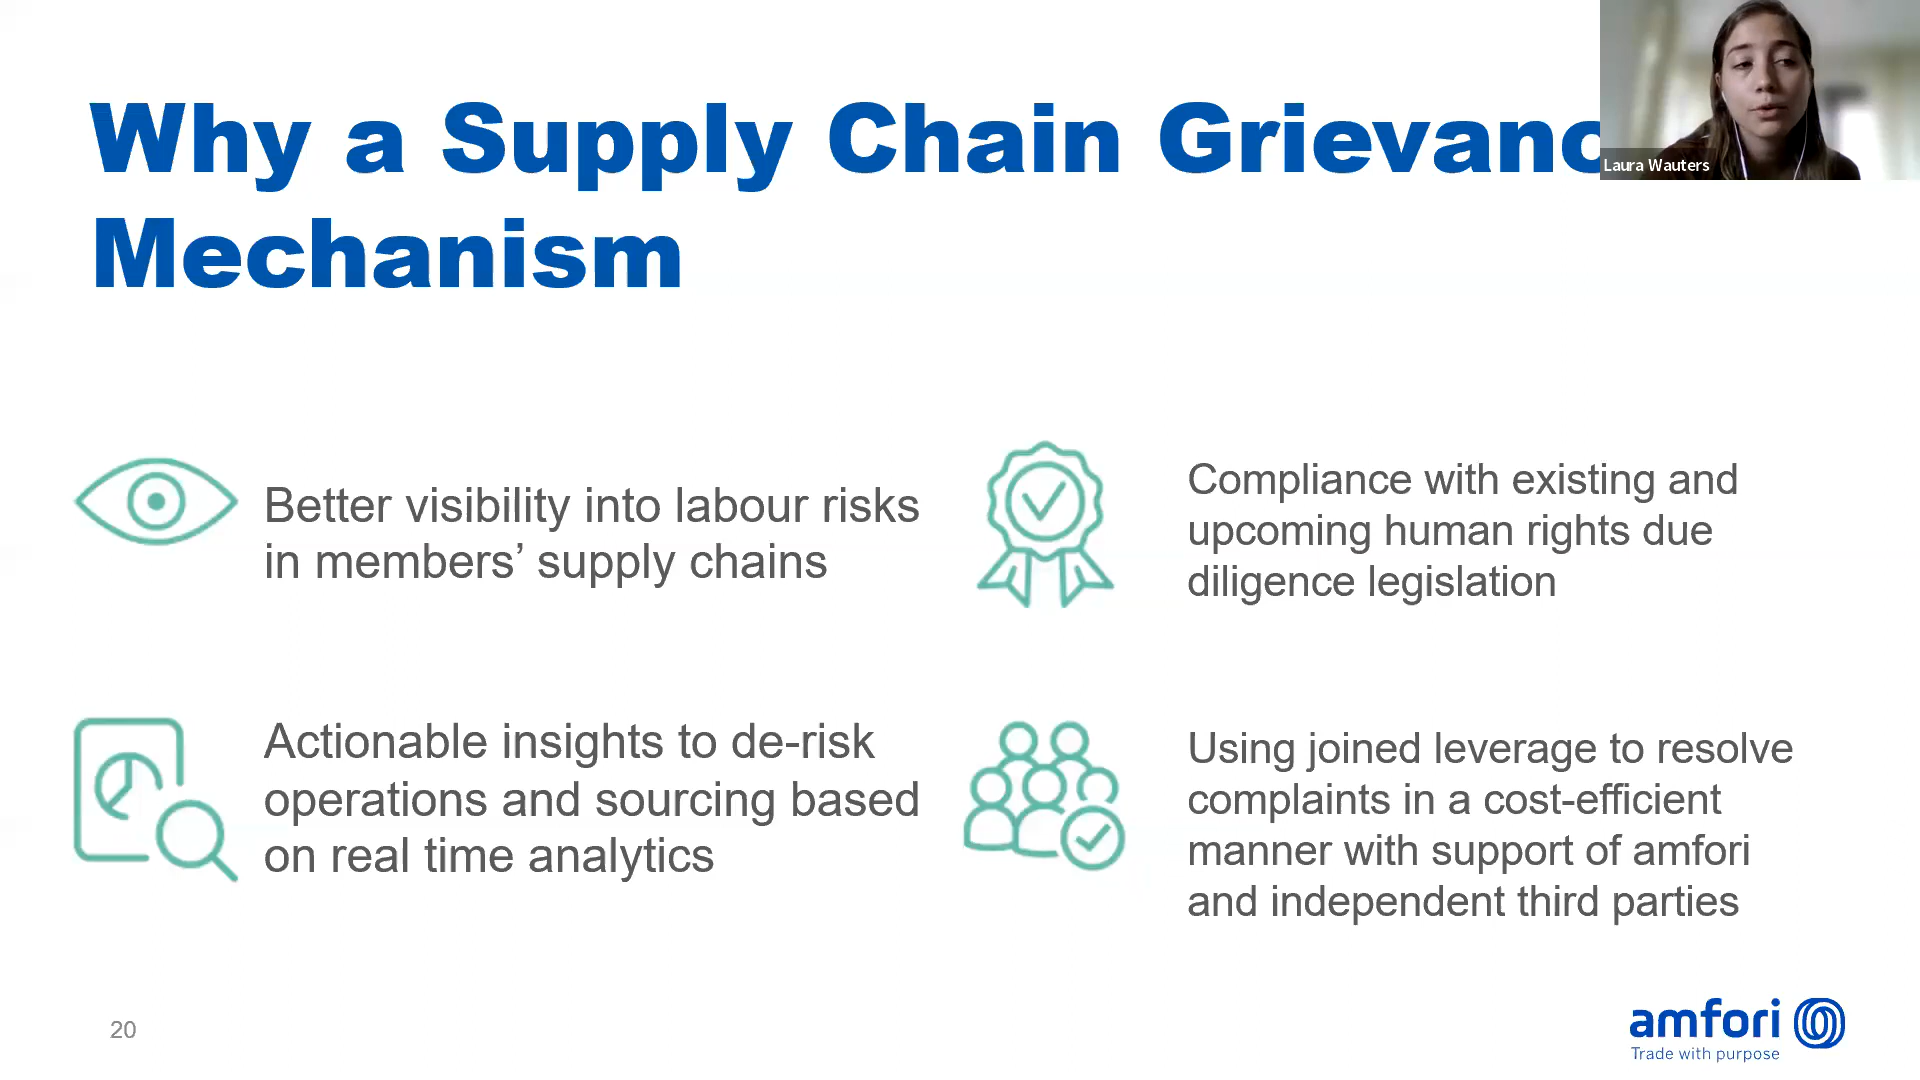 Why a Supply Chain
Mechanism
Laura Wauters
Better visibility into labour risks
in members’ supply chains
Compliance with existing and
upcoming human rights due
diligence legislation
Actionable insights to de-risk
operations and sourcing based
on real time analytics
Using joined leverage to resolve
complaints in a cost-efficient
manner with support of amfori
and independent third parties
20
amfori
Trade with purpose